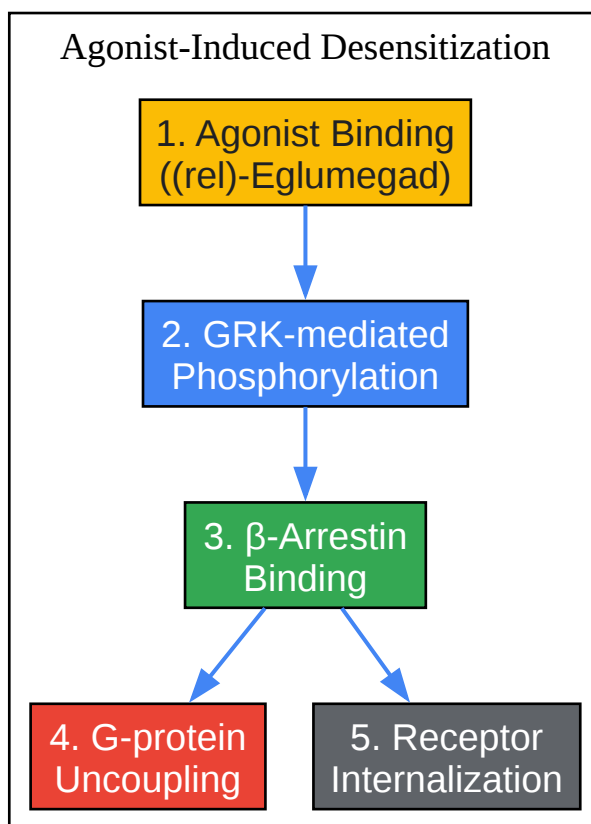 Agonist-Induced Desensitization
1. Agonist Binding
((rel)-Eglumegad)
2. GRK-mediated
Phosphorylation
3. β-Arrestin
Binding
4. G-protein
Uncoupling
5. Receptor
Internalization